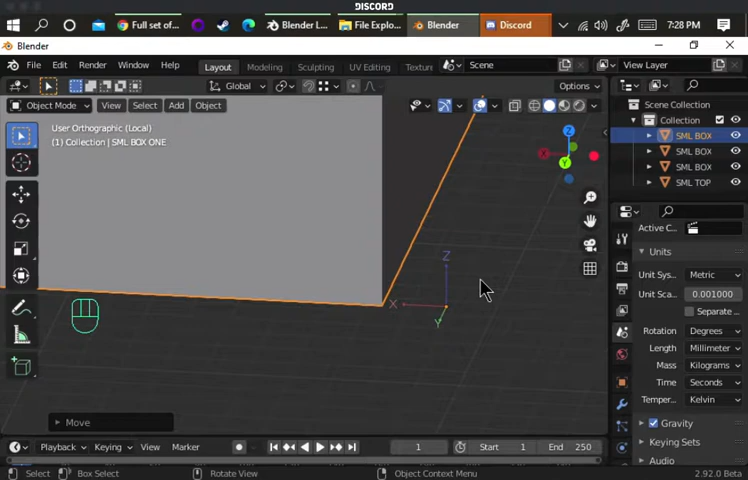 DISCORD
Full set of...
Blender L...
File Explo...
Blender
Discord
7:28 PM
Blender
File Edit Render Window Help Layout Modeling Sculpting UV Editing Textur Scene View Layer
Global Options
Object Mode View Select Add Object
User Orthographic (Local)
(1) Collection | SML BOX ONE
Z
X
Y
Z
X
Y
Move
Scene Collection
Collection
SML BOX
SML BOX
SML BOX
SML TOP
Active C...
Units
Unit Sys... Metric
Unit Sca... 0.001000
Separate ..
Rotation Degrees
Length Millimeter
Mass Kilograms
Time Seconds
Temper... Kelvin
Gravity
Keying Sets
Audio
Playback Keying View Marker 1 Start 1 End 250
Select Box Select Rotate View Object Context Menu 2.92.0 Beta